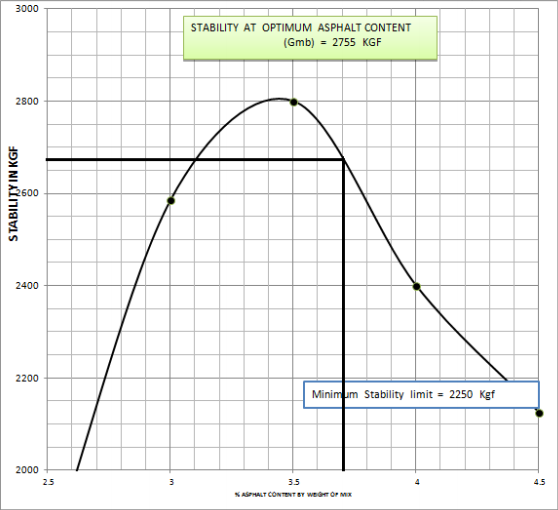 STABILITY AT OPTIMUM ASPHALT CONTENT
(Gmb) = 2755 KGF
3000
2800
2600
2400
2200
2000
STABILITY IN KGF
Minimum Stability limit = 2250 Kgf
2.5 3 3.5 4 4.5
% ASPHALT CONTENT BY WEIGHT OF MIX